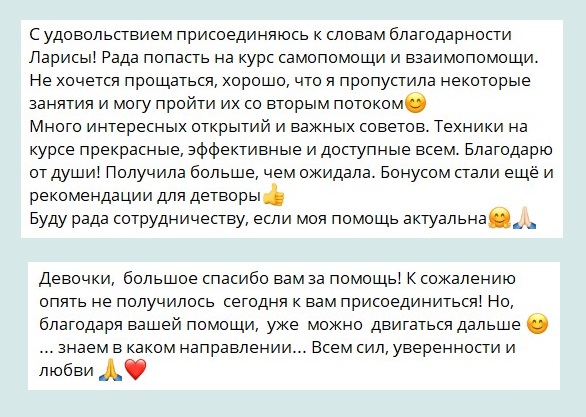 С удовольствием присоединяюсь к словам благодарности
Ларисы! Рада попасть на курс самопомощи и взаимопомощи.
Не хочется прощаться, хорошо, что я пропустила некоторые
занятия и могу пройти их со вторым потоком😊
Много интересных открытий и важных советов. Техники на
курсе прекрасные, эффективные и доступные всем. Благодарю
от души! Получила больше, чем ожидала. Бонусом стали ещё и
рекомендации для детворы👍
Буду рада сотрудничеству, если моя помощь актуальна🤗🙏🏻
Девочки, большое спасибо вам за помощь! К сожалению
опять не получилось сегодня к вам присоединиться! Но,
благодаря вашей помощи, уже можно двигаться дальше 😊
... знаем в каком направлении... Всем сил, уверенности и
любви 🙏❤️